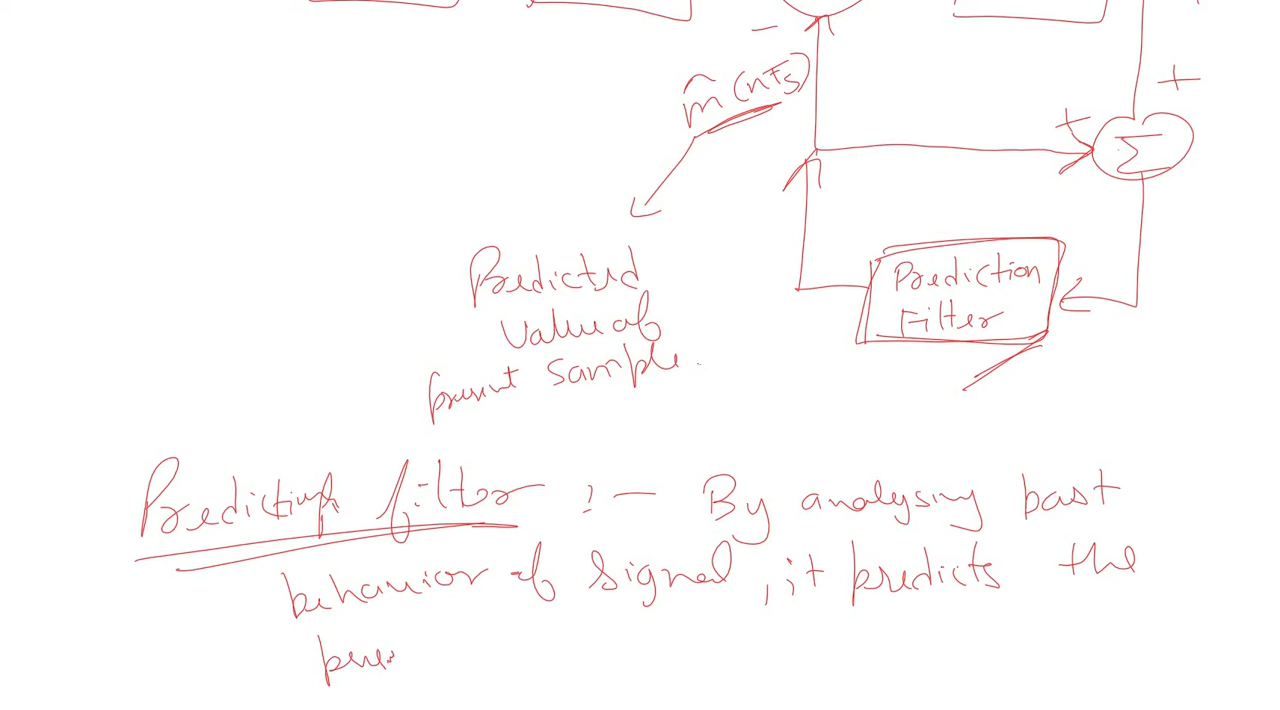 m̂(nTs)
Σ
Predicted
value of
present sample.
Prediction
Filter
Prediction filter :- By analysing past
behavior of signal, it predicts the
pre